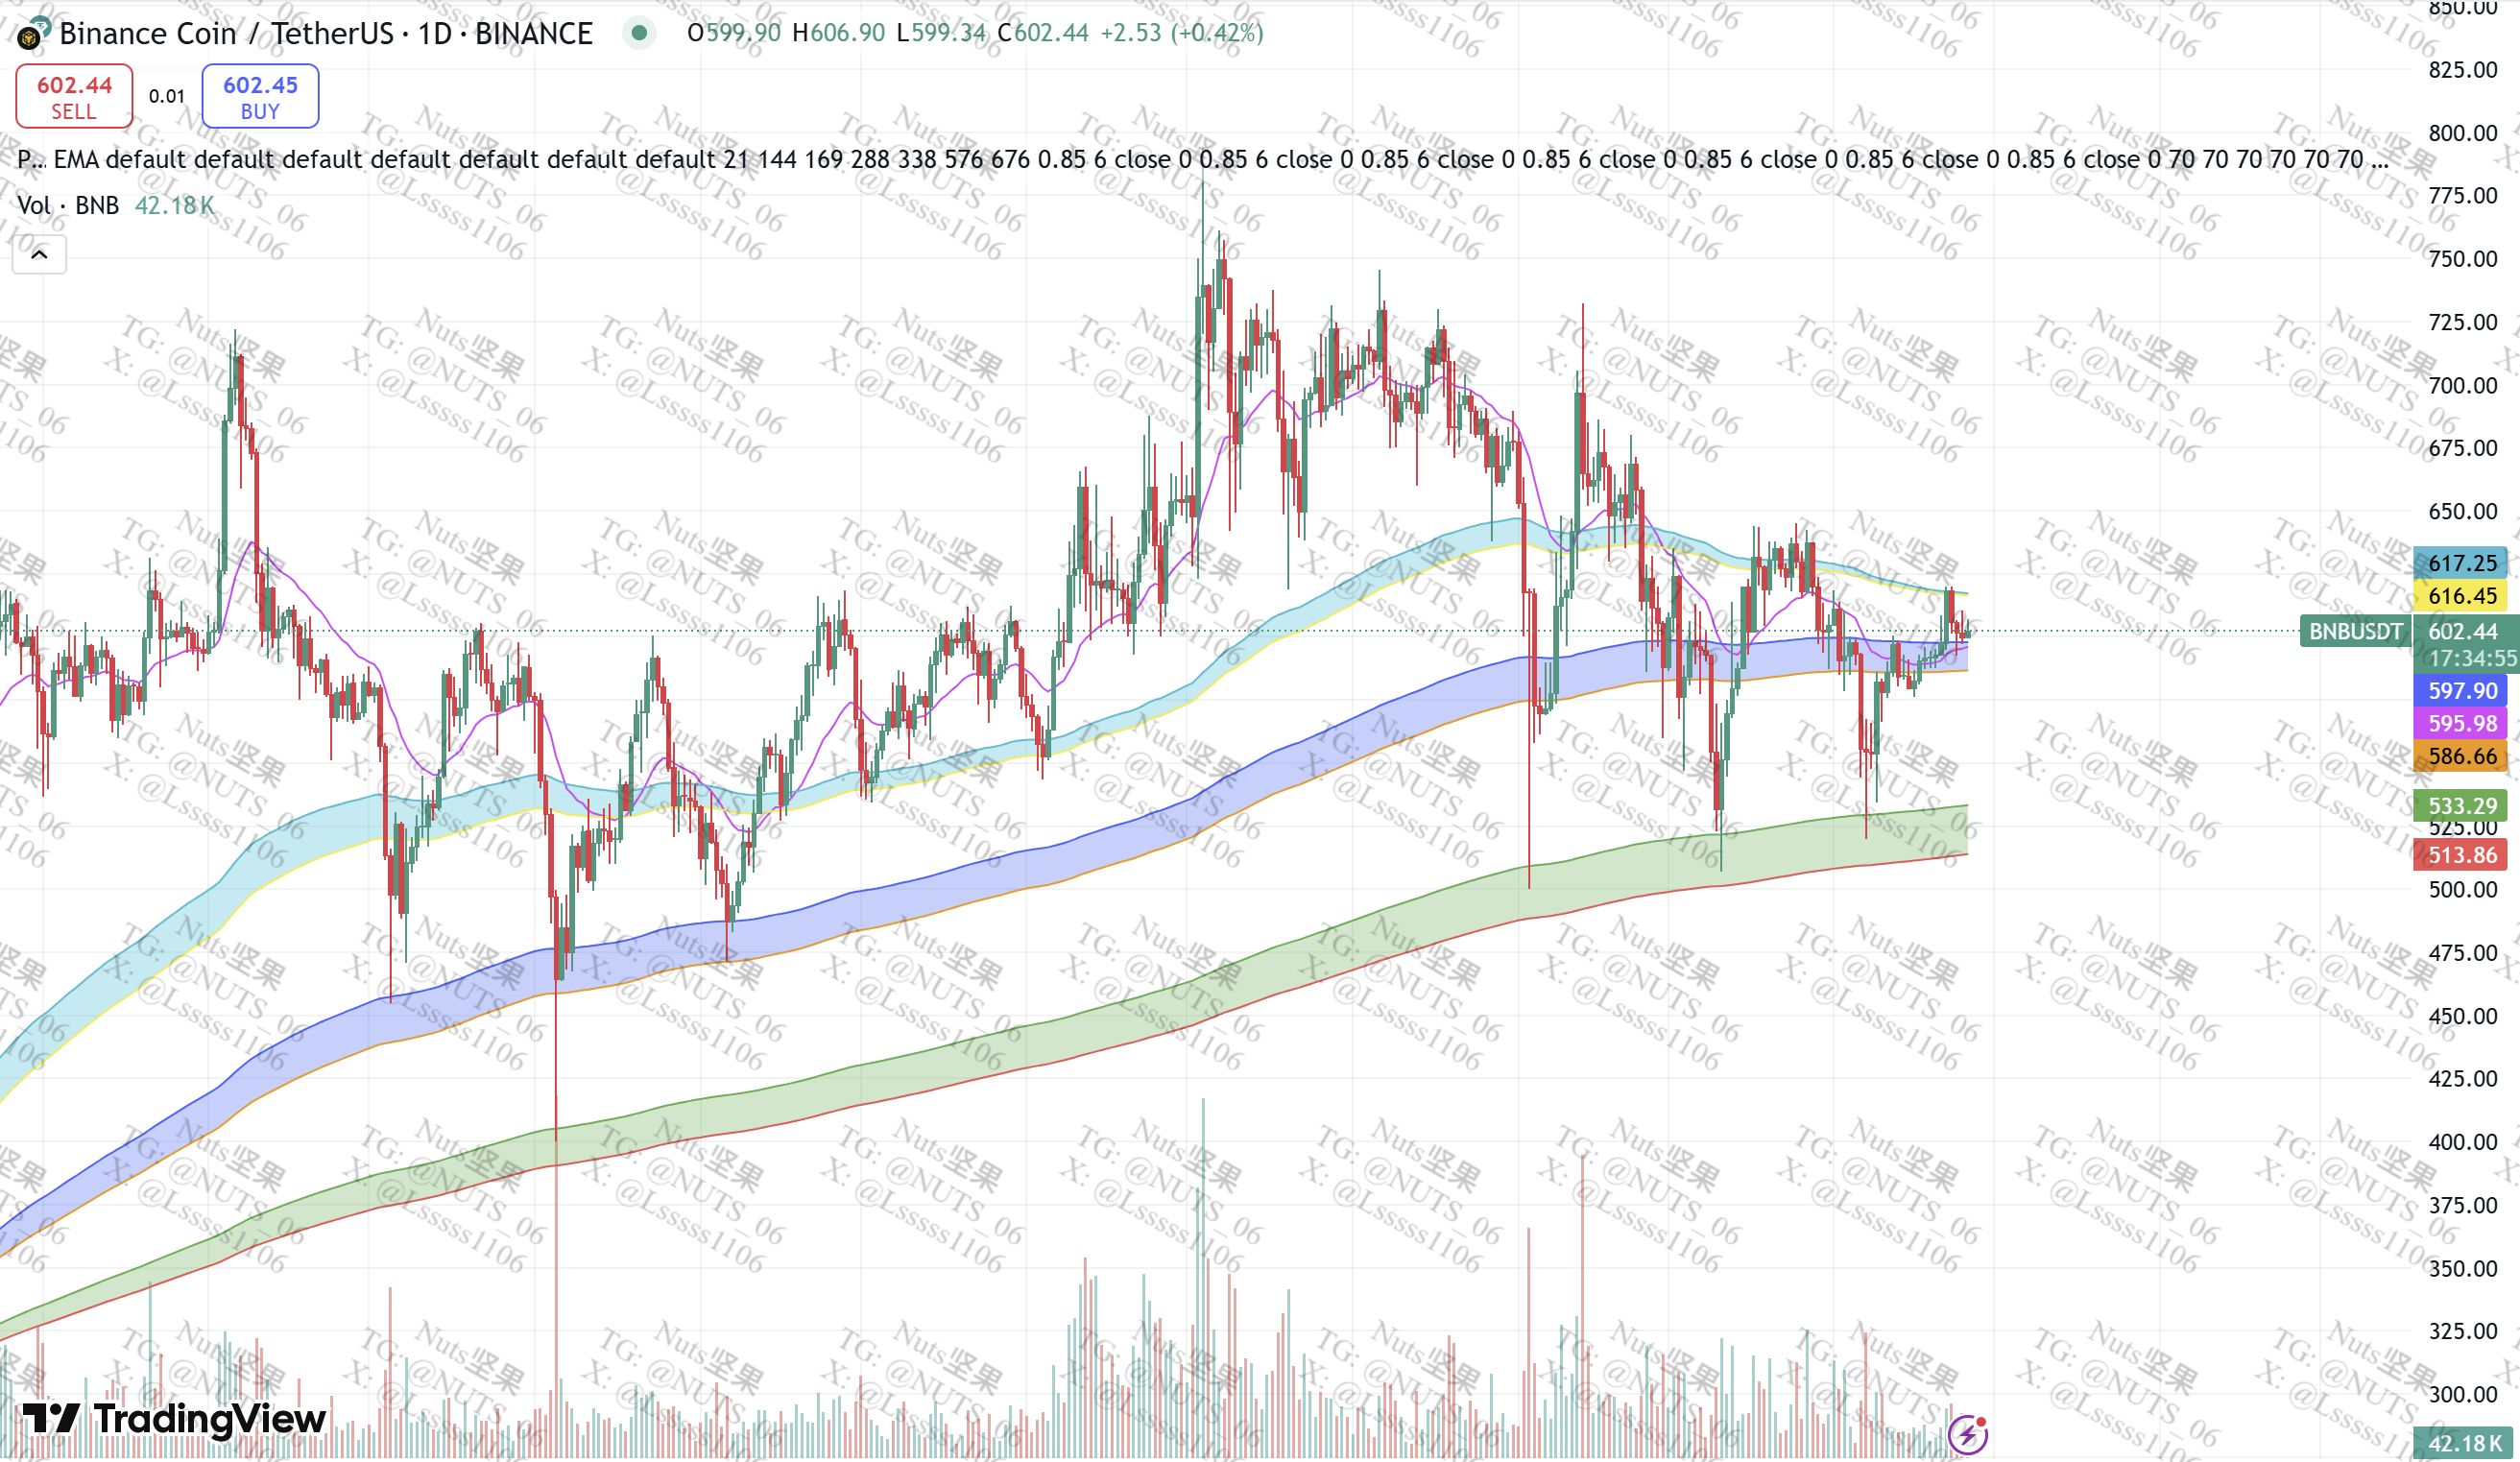 Binance Coin / TetherUS · 1D · BINANCE O599.90 H606.90 L599.34 C602.44 +2.53 (+0.42%)
602.44 SELL 0.01 602.45 BUY
P... EMA default default default default default default default 21 144 169 288 338 576 676 0.85 6 close 0 0.85 6 close 0 0.85 6 close 0 0.85 6 close 0 0.85 6 close 0 0.85 6 close 0 0.85 6 close 0 70 70 70 70 70 70 ...
Vol · BNB 42.18K
850.00
825.00
800.00
775.00
750.00
725.00
700.00
675.00
650.00
617.25
616.45
BNBUSDT 602.44
17:34:55
597.90
595.98
586.66
533.29
525.00
513.86
500.00
475.00
450.00
425.00
400.00
375.00
350.00
325.00
300.00
42.18K
TradingView
Nuts坚果
TG: @NUTS_06
X: @Lsssss1106